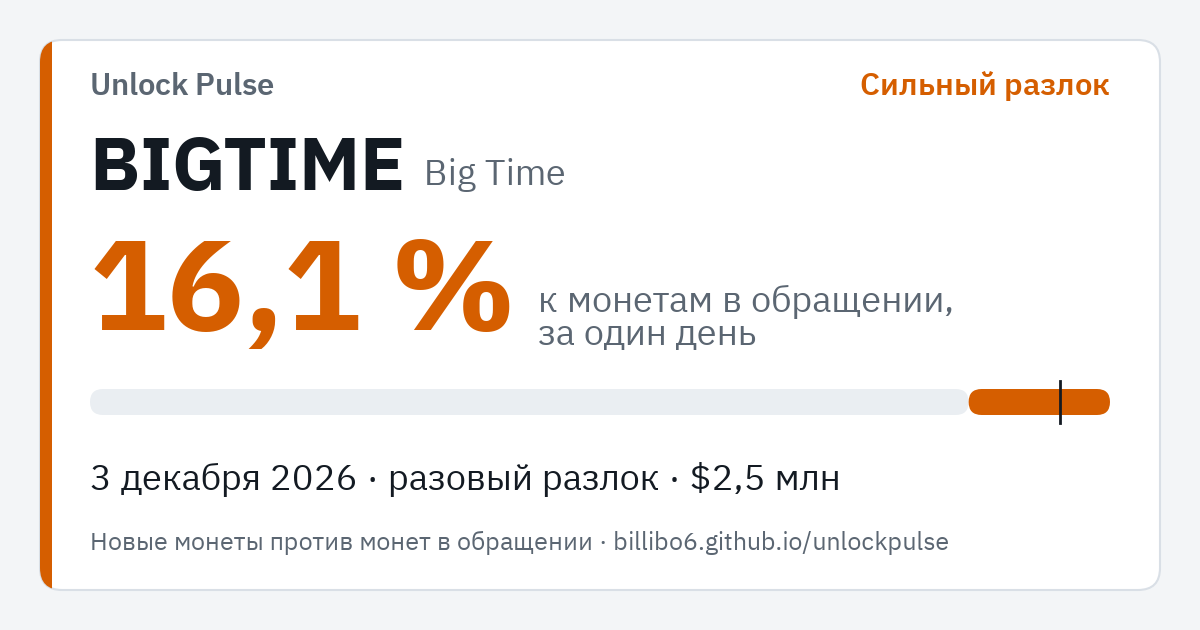 Unlock Pulse
Сильный разлок
BIGTIME Big Time
16,1 % к монетам в обращении,
за один день
3 декабря 2026 · разовый разлок · $2,5 млн
Новые монеты против монет в обращении · billibo6.github.io/unlockpulse